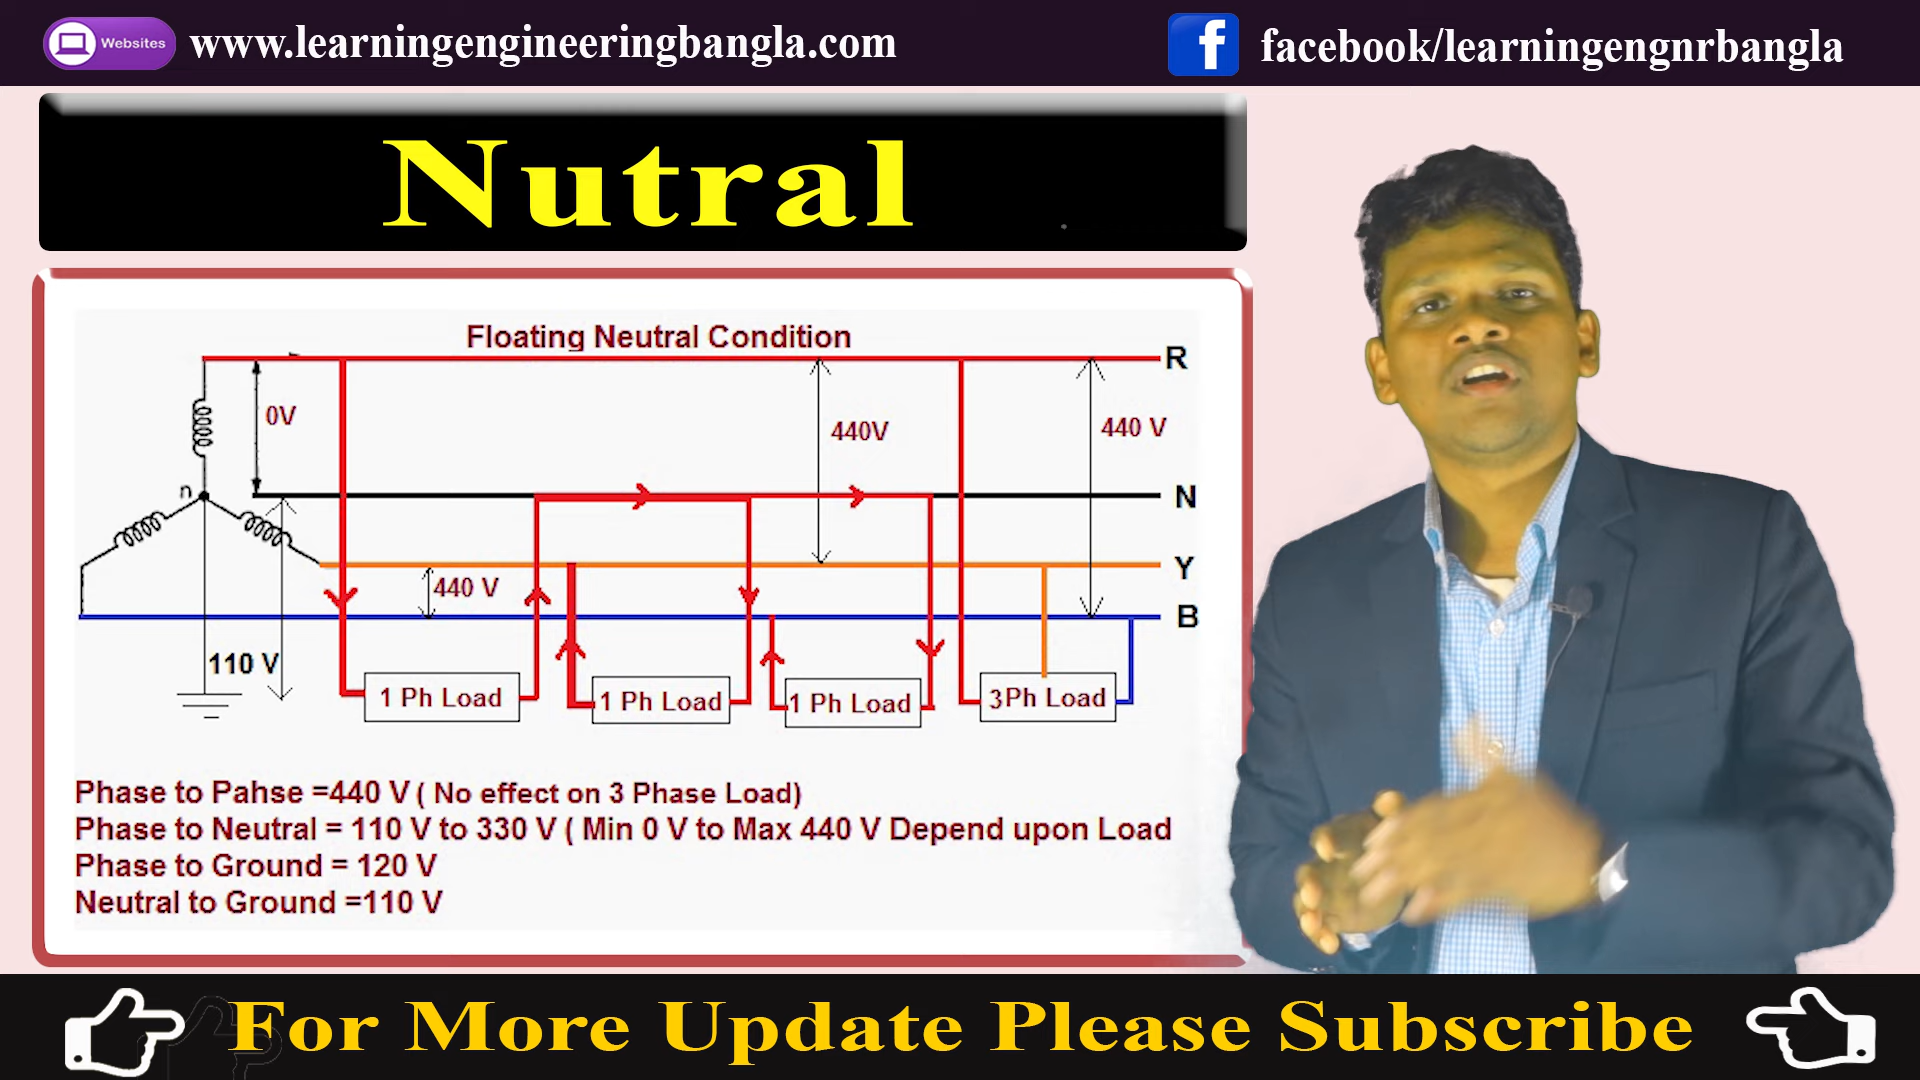 Websites www.learningengineeringbangla.com
facebook/learningengnrbangla
Nutral
Floating Neutral Condition
R
0V
440V
440 V
n
N
Y
440 V
B
110 V
1 Ph Load
1 Ph Load
1 Ph Load
3Ph Load
Phase to Pahse =440 V ( No effect on 3 Phase Load)
Phase to Neutral = 110 V to 330 V ( Min 0 V to Max 440 V Depend upon Load
Phase to Ground = 120 V
Neutral to Ground =110 V
For More Update Please Subscribe